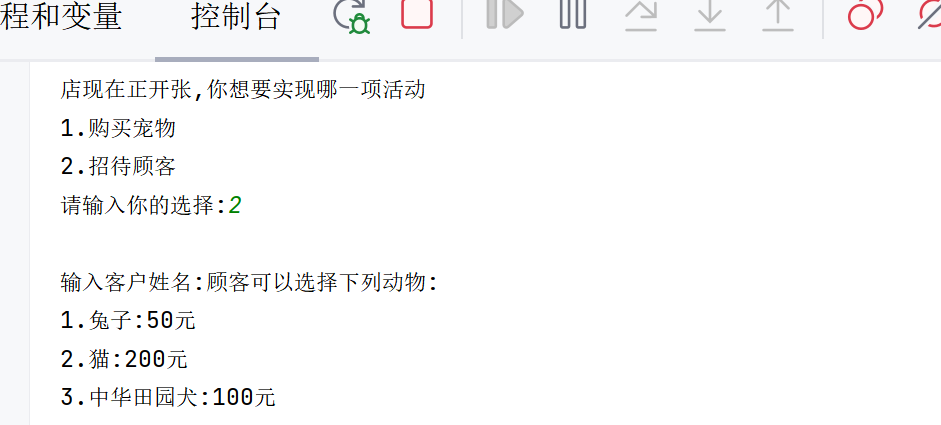 程和变量 控制台
店现在正开张,你想要实现哪一项活动
1.购买宠物
2.招待顾客
请输入你的选择:2
输入客户姓名:顾客可以选择下列动物:
1.兔子:50元
2.猫:200元
3.中华田园犬:100元